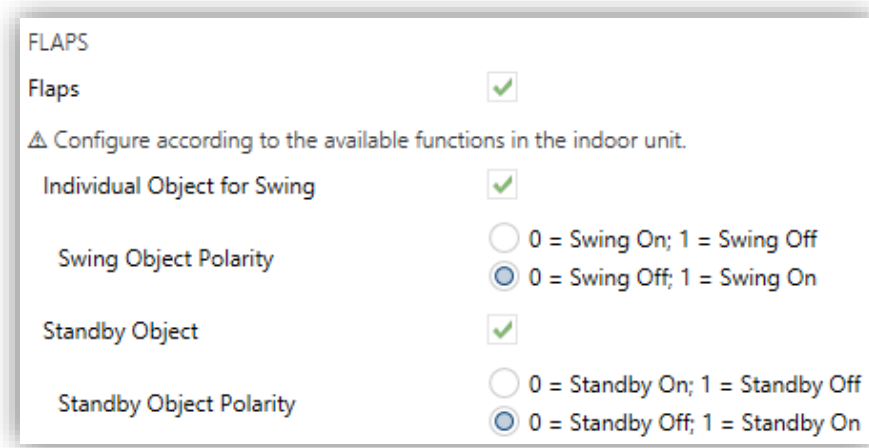 FLAPS
Flaps
⚠ Configure according to the available functions in the indoor unit.
Individual Object for Swing
Swing Object Polarity
0 = Swing On; 1 = Swing Off
0 = Swing Off; 1 = Swing On
Standby Object
Standby Object Polarity
0 = Standby On; 1 = Standby Off
0 = Standby Off; 1 = Standby On